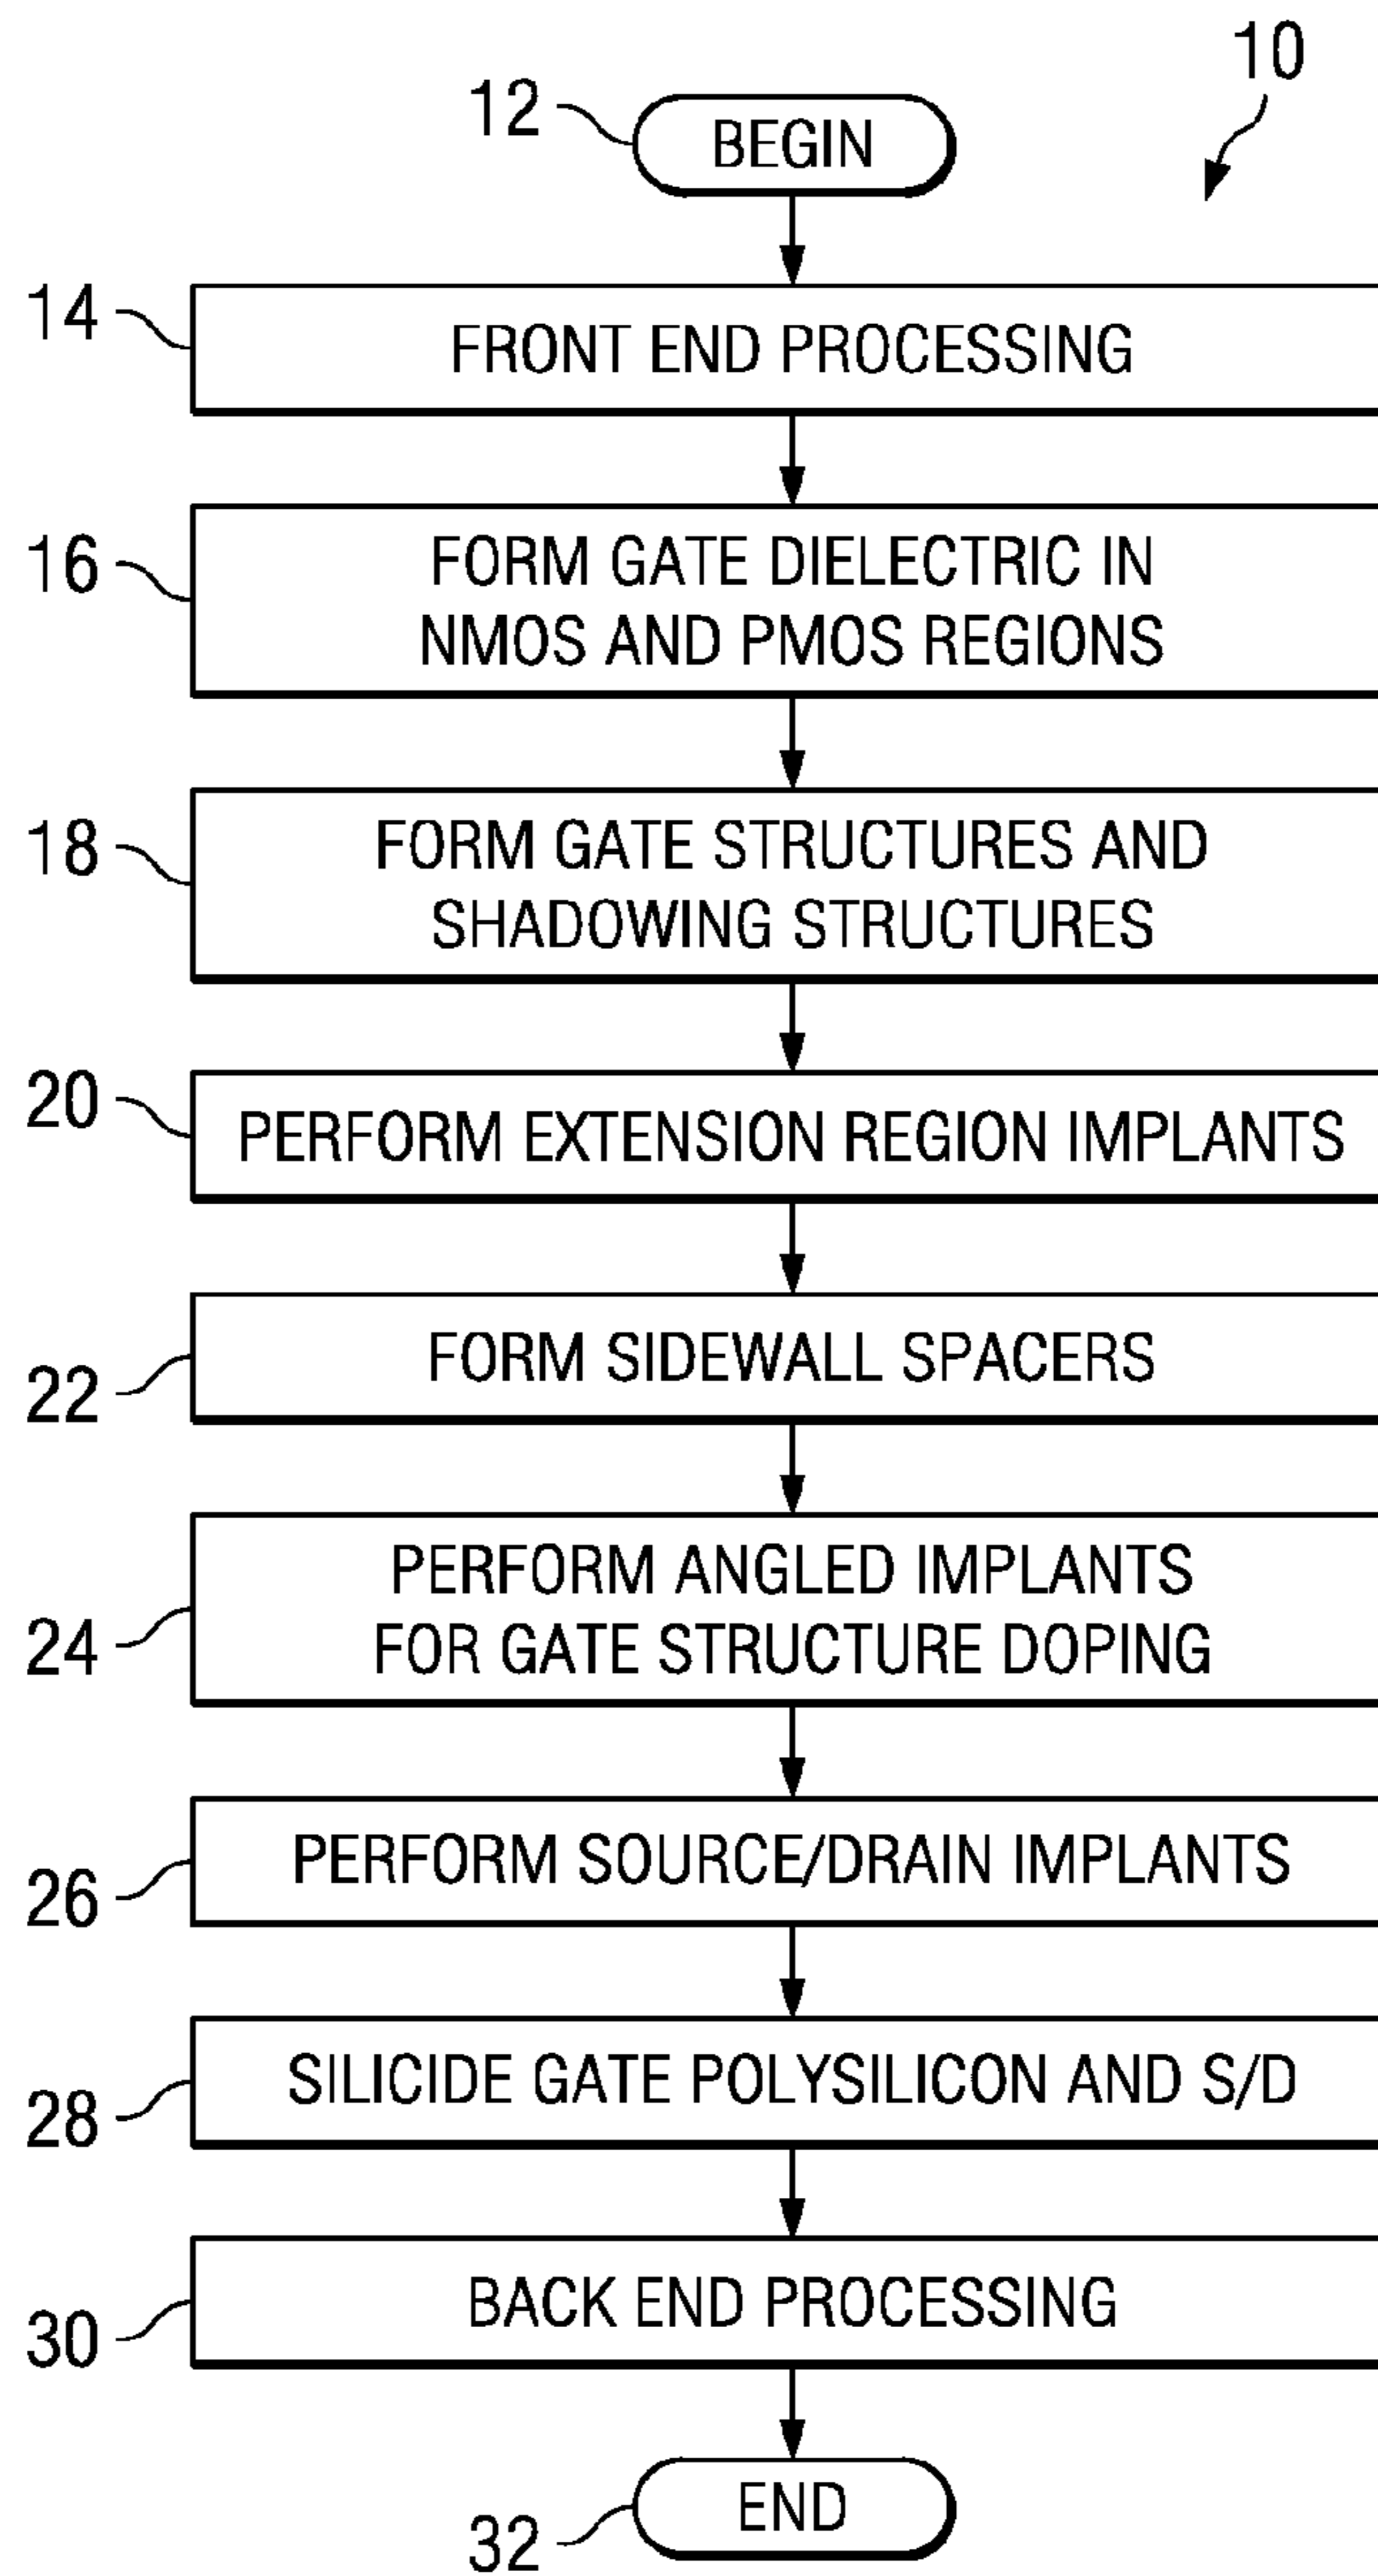 10
12
BEGIN
14
FRONT END PROCESSING
16
FORM GATE DIELECTRIC IN
NMOS AND PMOS REGIONS
18
FORM GATE STRUCTURES AND
SHADOWING STRUCTURES
20
PERFORM EXTENSION REGION IMPLANTS
22
FORM SIDEWALL SPACERS
24
PERFORM ANGLED IMPLANTS
FOR GATE STRUCTURE DOPING
26
PERFORM SOURCE/DRAIN IMPLANTS
28
SILICIDE GATE POLYSILICON AND S/D
30
BACK END PROCESSING
32
END